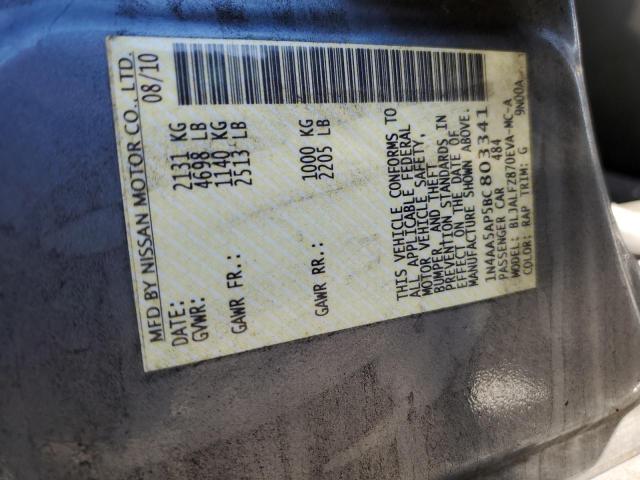 MFD BY NISSAN MOTOR CO., LTD.
DATE: 08/10
GVWR: 2131 KG
4698 LB
GAWR FR: 1140 KG
2513 LB
GAWR RR: 1000 KG
2205 LB
THIS VEHICLE CONFORMS TO
ALL APPLICABLE FEDERAL
MOTOR VEHICLE SAFETY,
BUMPER, AND THEFT
PREVENTION STANDARDS IN
EFFECT ON THE DATE OF
MANUFACTURE SHOWN ABOVE.
1N4AA5AP5BC803341
PASSENGER CAR 484
MODEL: BLJALFZ870EVA-MC-A
COLOR: RAP TRIM: G 9N00A